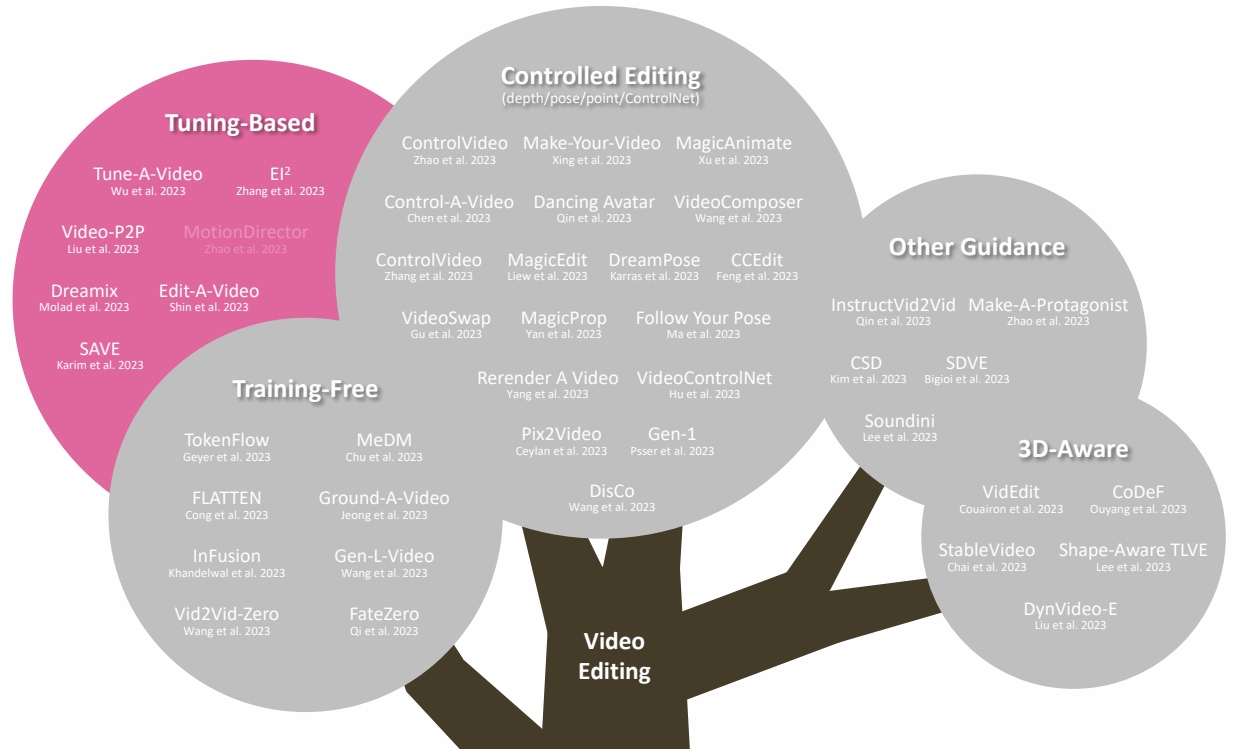 Controlled Editing
(depth/pose/point/ControlNet)
ControlVideo Make-Your-Video MagicAnimate
Zhao et al. 2023 Xing et al. 2023 Xu et al. 2023
Control-A-Video Dancing Avatar VideoComposer
Chen et al. 2023 Qin et al. 2023 Wang et al. 2023
ControlVideo MagicEdit DreamPose CCEdit
Zhang et al. 2023 Liew et al. 2023 Karras et al. 2023 Feng et al. 2023
VideoSwap MagicProp Follow Your Pose
Gu et al. 2023 Yan et al. 2023 Ma et al. 2023
Rerender A Video VideoControlNet
Yang et al. 2023 Hu et al. 2023
Pix2Video Gen-1
Ceylan et al. 2023 Psser et al. 2023
DisCo
Wang et al. 2023
Tuning-Based
Tune-A-Video EI²
Wu et al. 2023 Zhang et al. 2023
Video-P2P MotionDirector
Liu et al. 2023 Zhao et al. 2023
Dreamix Edit-A-Video
Molad et al. 2023 Shin et al. 2023
SAVE
Karim et al. 2023
Training-Free
TokenFlow MeDM
Geyer et al. 2023 Chu et al. 2023
FLATTEN Ground-A-Video
Cong et al. 2023 Jeong et al. 2023
InFusion Gen-L-Video
Khandelwal et al. 2023 Wang et al. 2023
Vid2Vid-Zero FateZero
Wang et al. 2023 Qi et al. 2023
Other Guidance
InstructVid2Vid Make-A-Protagonist
Qin et al. 2023 Zhao et al. 2023
CSD SDVE
Kim et al. 2023 Bigioi et al. 2023
Soundini
Lee et al. 2023
3D-Aware
VidEdit CoDeF
Couairon et al. 2023 Ouyang et al. 2023
StableVideo Shape-Aware TLVE
Chai et al. 2023 Lee et al. 2023
DynVideo-E
Liu et al. 2023
Video
Editing